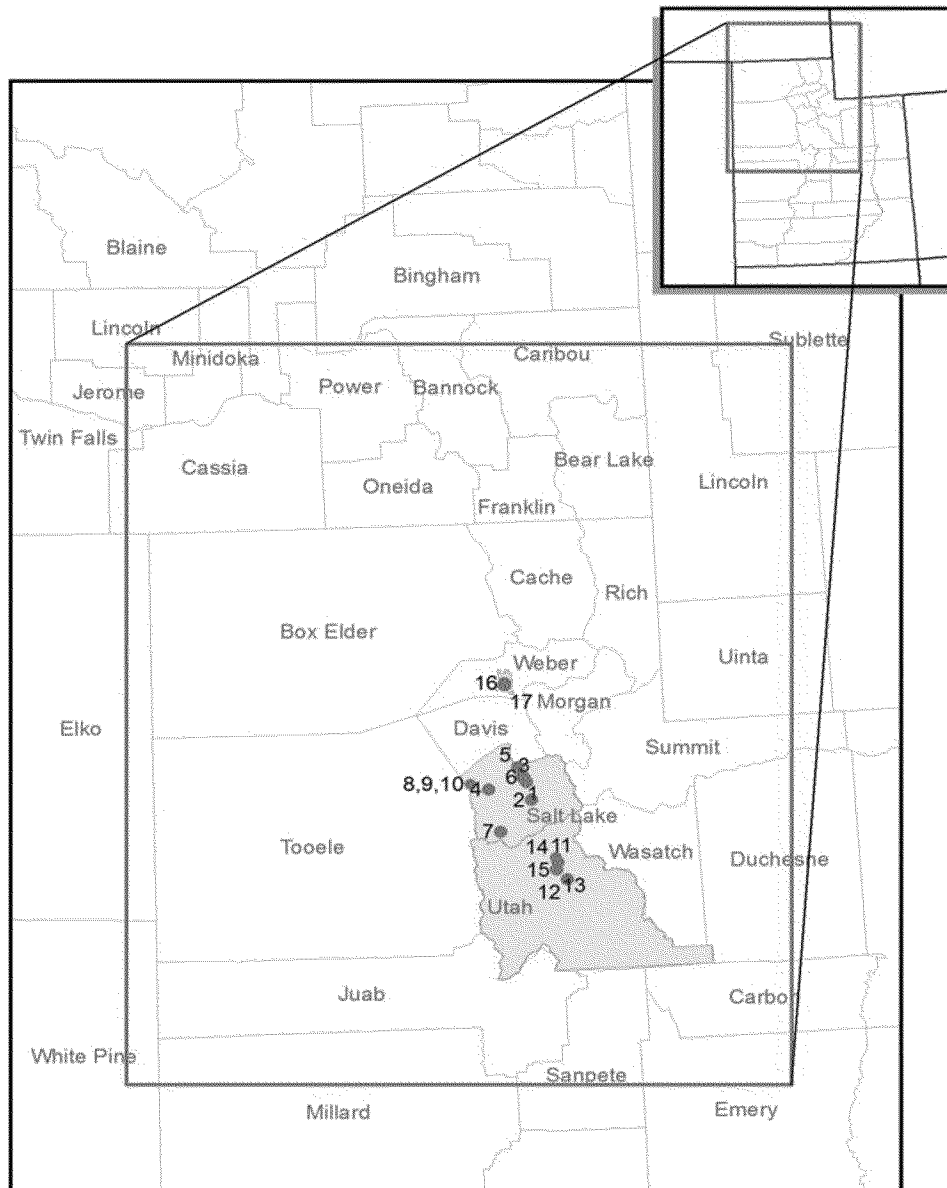 Blaine
Bingham
Lincoln
Sublette
Minidoka
Caribou
Jerome
Power
Bannock
Twin Falls
Cassia
Bear Lake
Oneida
Lincoln
Franklin
Cache
Rich
Box Elder
Weber
Uinta
16
17
Morgan
Elko
Davis
Summit
5
3
8,9,10
4
6
2
1
Salt Lake
7
Tooele
14
11
Wasatch
Duchesne
15
12
13
Utah
Juab
Carbon
White Pine
Sanpete
Millard
Emery